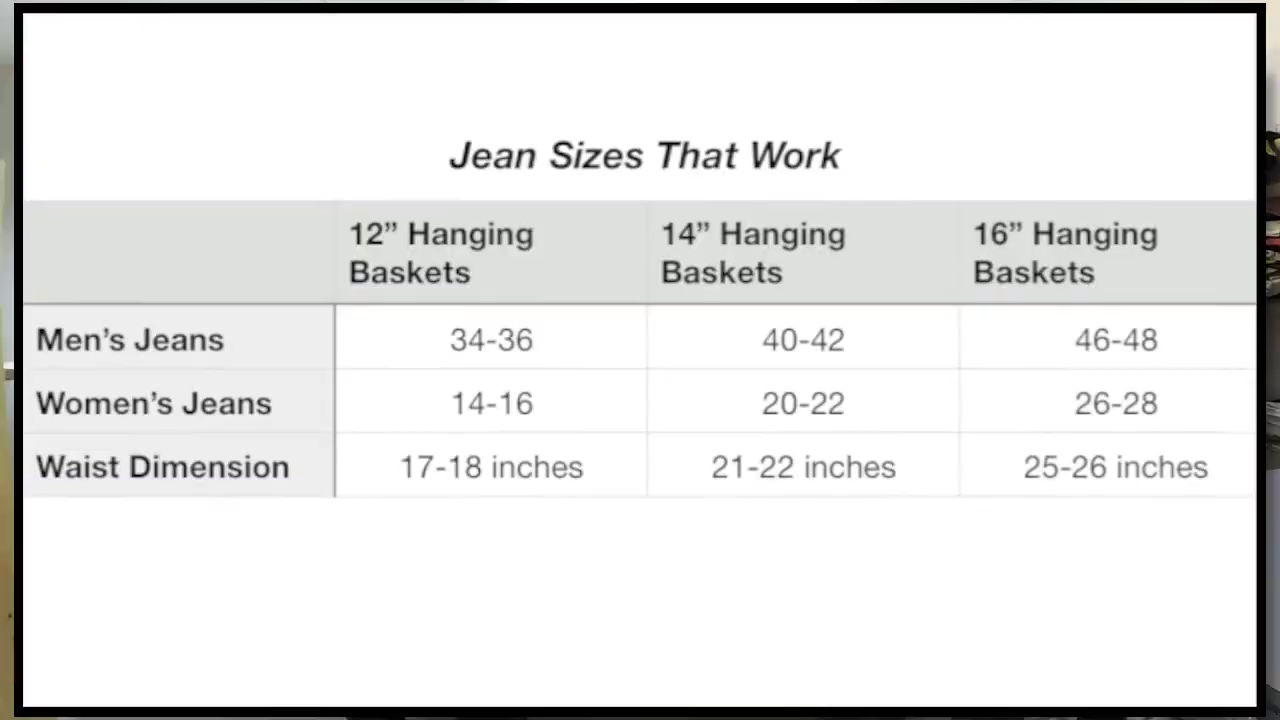 Jean Sizes That Work
12” Hanging Baskets 14” Hanging Baskets 16” Hanging Baskets
Men’s Jeans 34-36 40-42 46-48
Women’s Jeans 14-16 20-22 26-28
Waist Dimension 17-18 inches 21-22 inches 25-26 inches